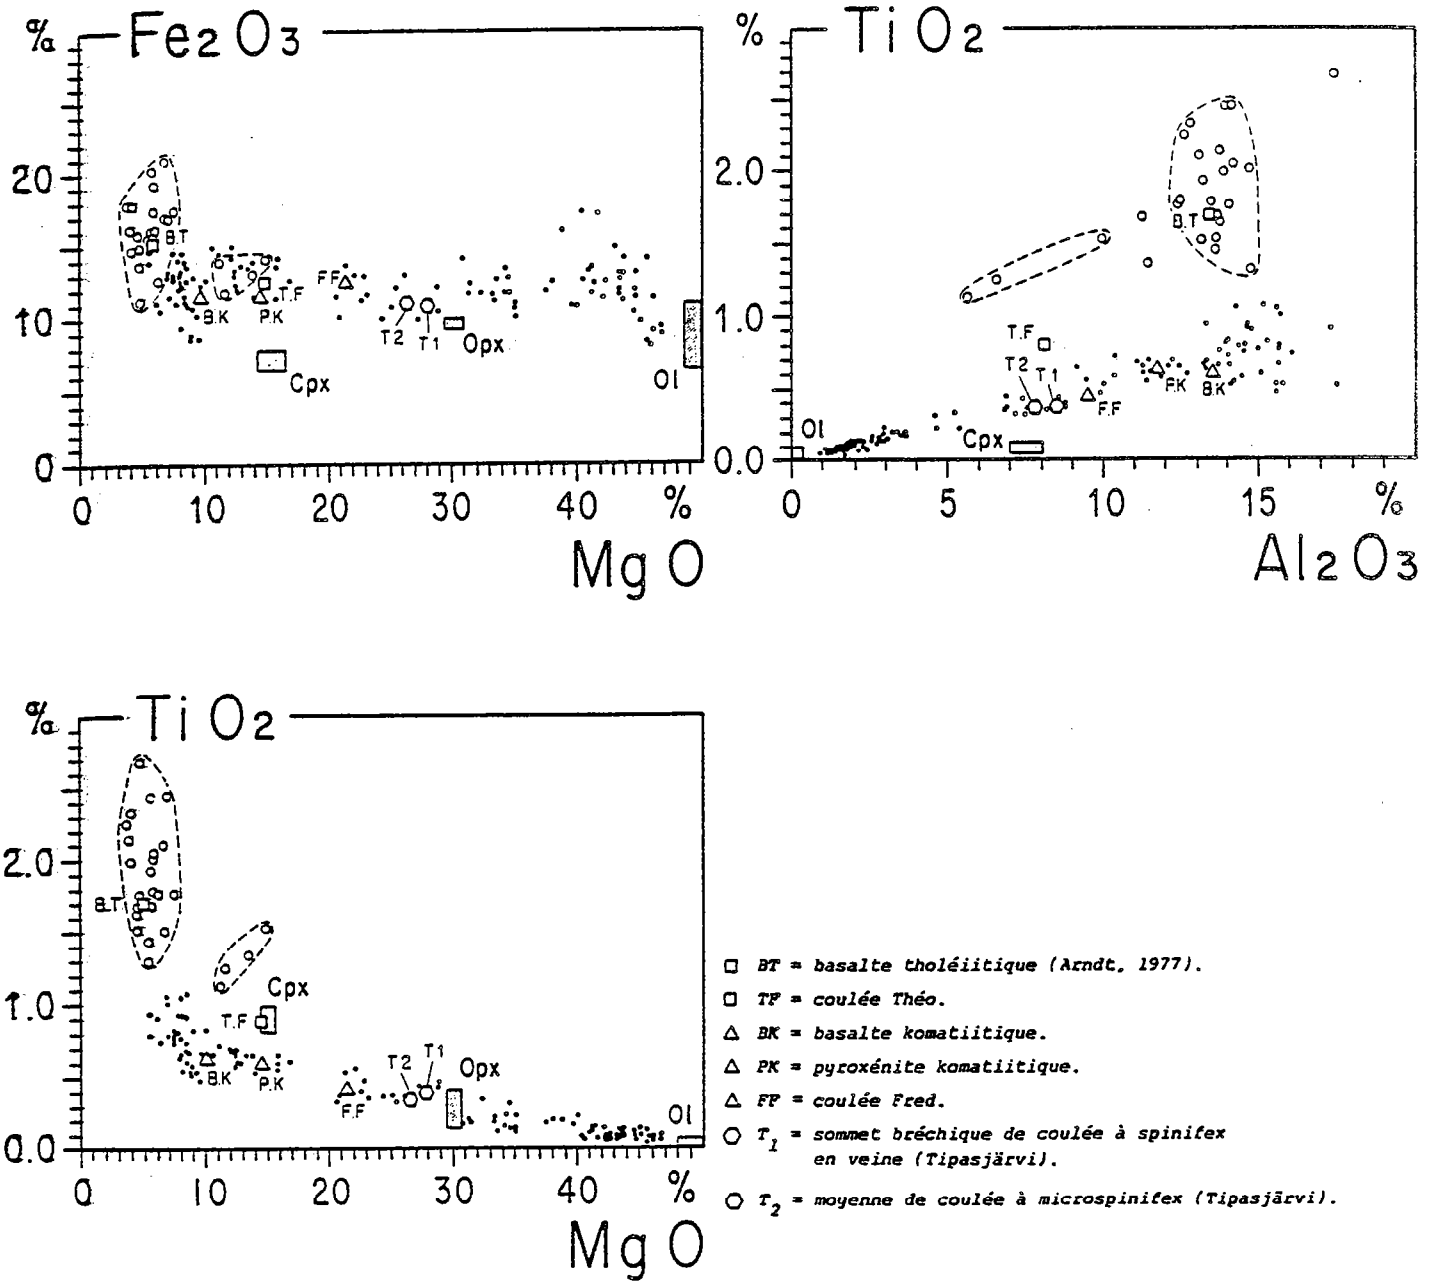 % Fe2O3
20
10
0
B.T
B.K
P.K
T.F
F.F
T2
T1
Opx
Cpx
Ol
0 10 20 30 40 %
MgO
% TiO2
2.0
1.0
0.0
B.T
T.F
T2
T1
F.F
P.K
B.K
Ol
Cpx
0 5 10 15 %
Al2O3
% TiO2
2.0
1.0
0.0
B.T
Cpx
T.F
B.K
P.K
F.F
T2
T1
Opx
Ol
0 10 20 30 40 %
MgO
BT = basalte tholéiitique (Arndt, 1977).
TF = coulée Théo.
BK = basalte komatiitique.
PK = pyroxénite komatiitique.
FF = coulée Fred.
T1 = sommet bréchique de coulée à spinifex
en veine (Tipasjärvi).
T2 = moyenne de coulée à microspinifex (Tipasjärvi).